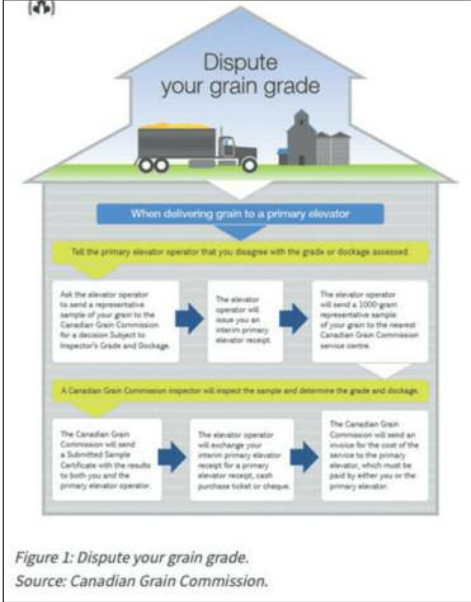 Dispute
your grain grade
When delivering grain to a primary elevator
Tell the primary elevator operator that you disagree with the grade or dockage assessed.
Ask the elevator operator
to send a representative
sample of your grain to the
Canadian Grain Commission
for a decision Subject to
Inspector's Grade and Dockage.
The elevator
operator will
issue you an
interim primary
elevator receipt.
The elevator operator
will send a 1000-gram
representative sample
of your grain to the nearest
Canadian Grain Commission
service centre.
A Canadian Grain Commission inspector will inspect the sample and determine the grade and dockage.
The Canadian Grain
Commission will send
a Submitted Sample
Certificate with the results
to both you and the
primary elevator operator.
The elevator operator
will exchange your
interim primary elevator
receipt for a primary
elevator receipt, cash
purchase ticket or cheque.
The Canadian Grain
Commission will send an
invoice for the cost of the
service to the primary
elevator, which must be
paid by either you or the
primary elevator.
Figure 1: Dispute your grain grade.
Source: Canadian Grain Commission.